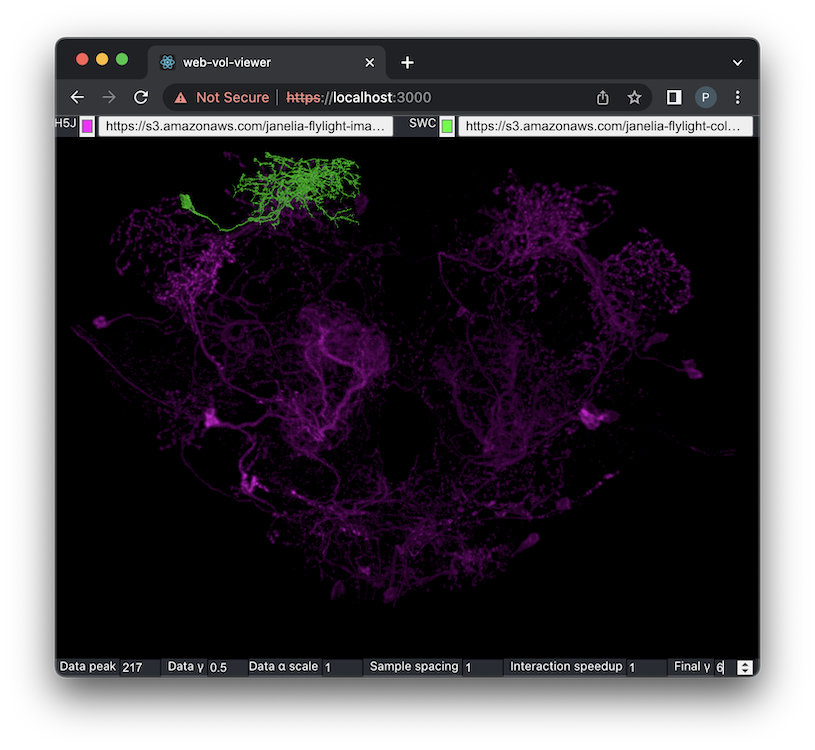 web-vol-viewer
Not Secure https://localhost:3000 P
H5J https://s3.amazonaws.com/janelia-flylight-ima... SWC https://s3.amazonaws.com/janelia-flylight-col...
Data peak 217 Data γ 0.5 Data α scale 1 Sample spacing 1 Interaction speedup 1 Final γ 6